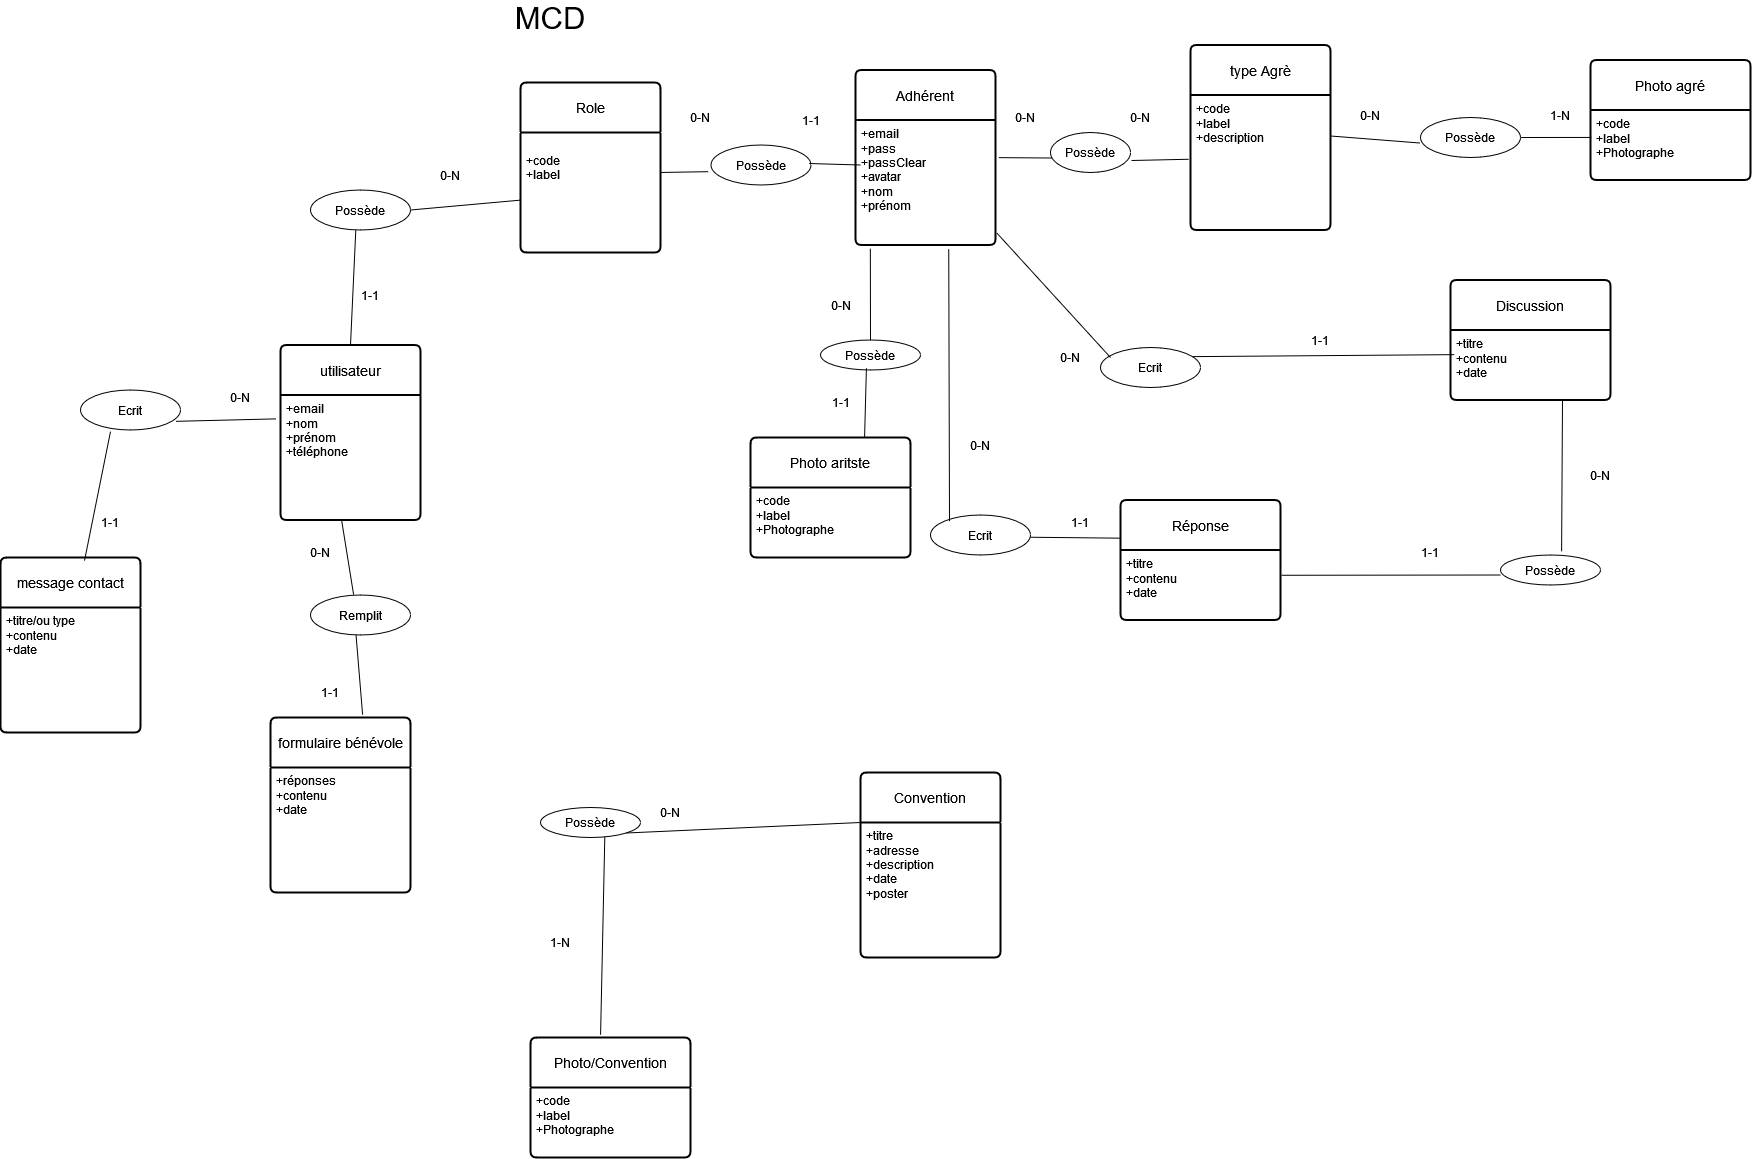 MCD
Role
+code
+label
0-N
Possède
1-1
Adhérent
+email
+pass
+passClear
+avatar
+nom
+prénom
0-N
Possède
0-N
type Agrè
+code
+label
+description
0-N
Possède
1-N
Photo agré
+code
+label
+Photographe
0-N
Possède
1-1
utilisateur
+email
+nom
+prénom
+téléphone
0-N
Ecrit
1-1
message contact
+titre/ou type
+contenu
+date
0-N
Remplit
1-1
formulaire bénévole
+réponses
+contenu
+date
0-N
Possède
1-1
Photo aritste
+code
+label
+Photographe
0-N
Ecrit
1-1
Discussion
+titre
+contenu
+date
0-N
Ecrit
1-1
Réponse
+titre
+contenu
+date
1-1
Possède
0-N
Convention
+titre
+adresse
+description
+date
+poster
0-N
Possède
1-N
Photo/Convention
+code
+label
+Photographe